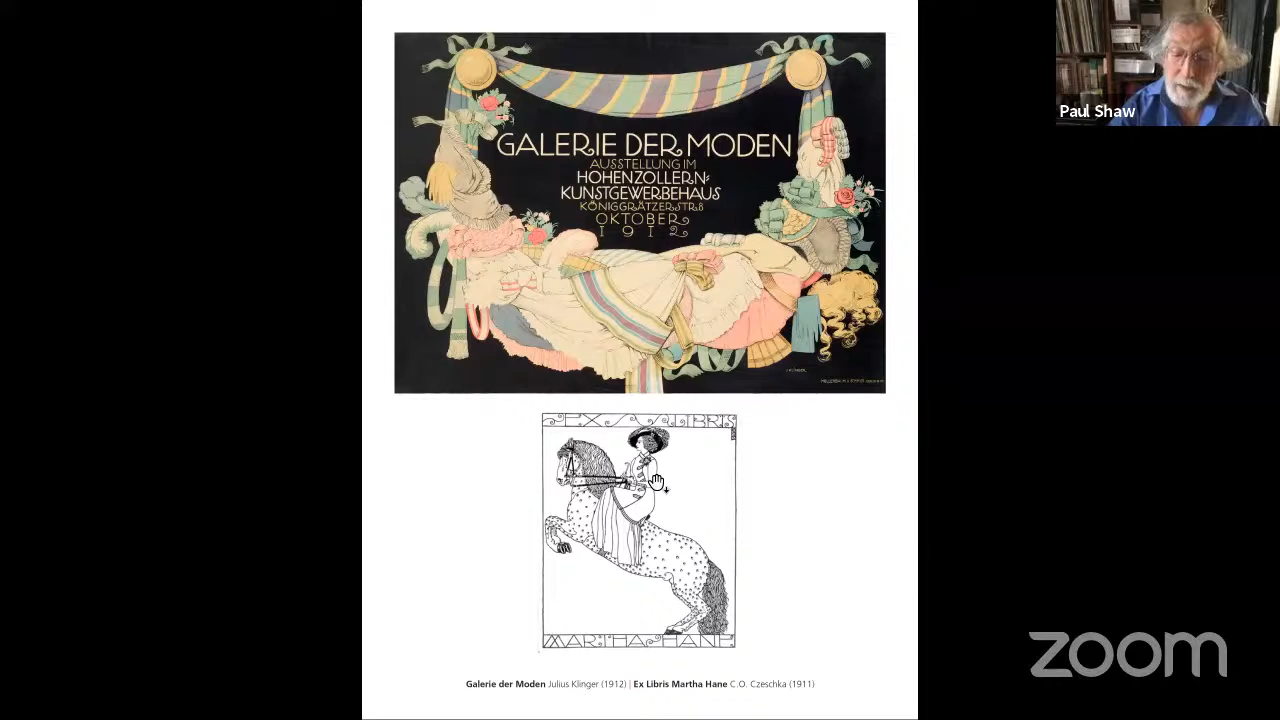 Paul Shaw
GALERIE DER MODEN
AUSSTELLUNG IM
HOHENZOLLERN-
KUNSTGEWERBEHAUS
KÖNIGGRÄTZERSTR 8
OKTOBER
1912
J. KLINGER
EX LIBRIS
MARTHA HANE
zoom
Galerie der Moden Julius Klinger (1912) | Ex Libris Martha Hane C.O. Czeschka (1911)